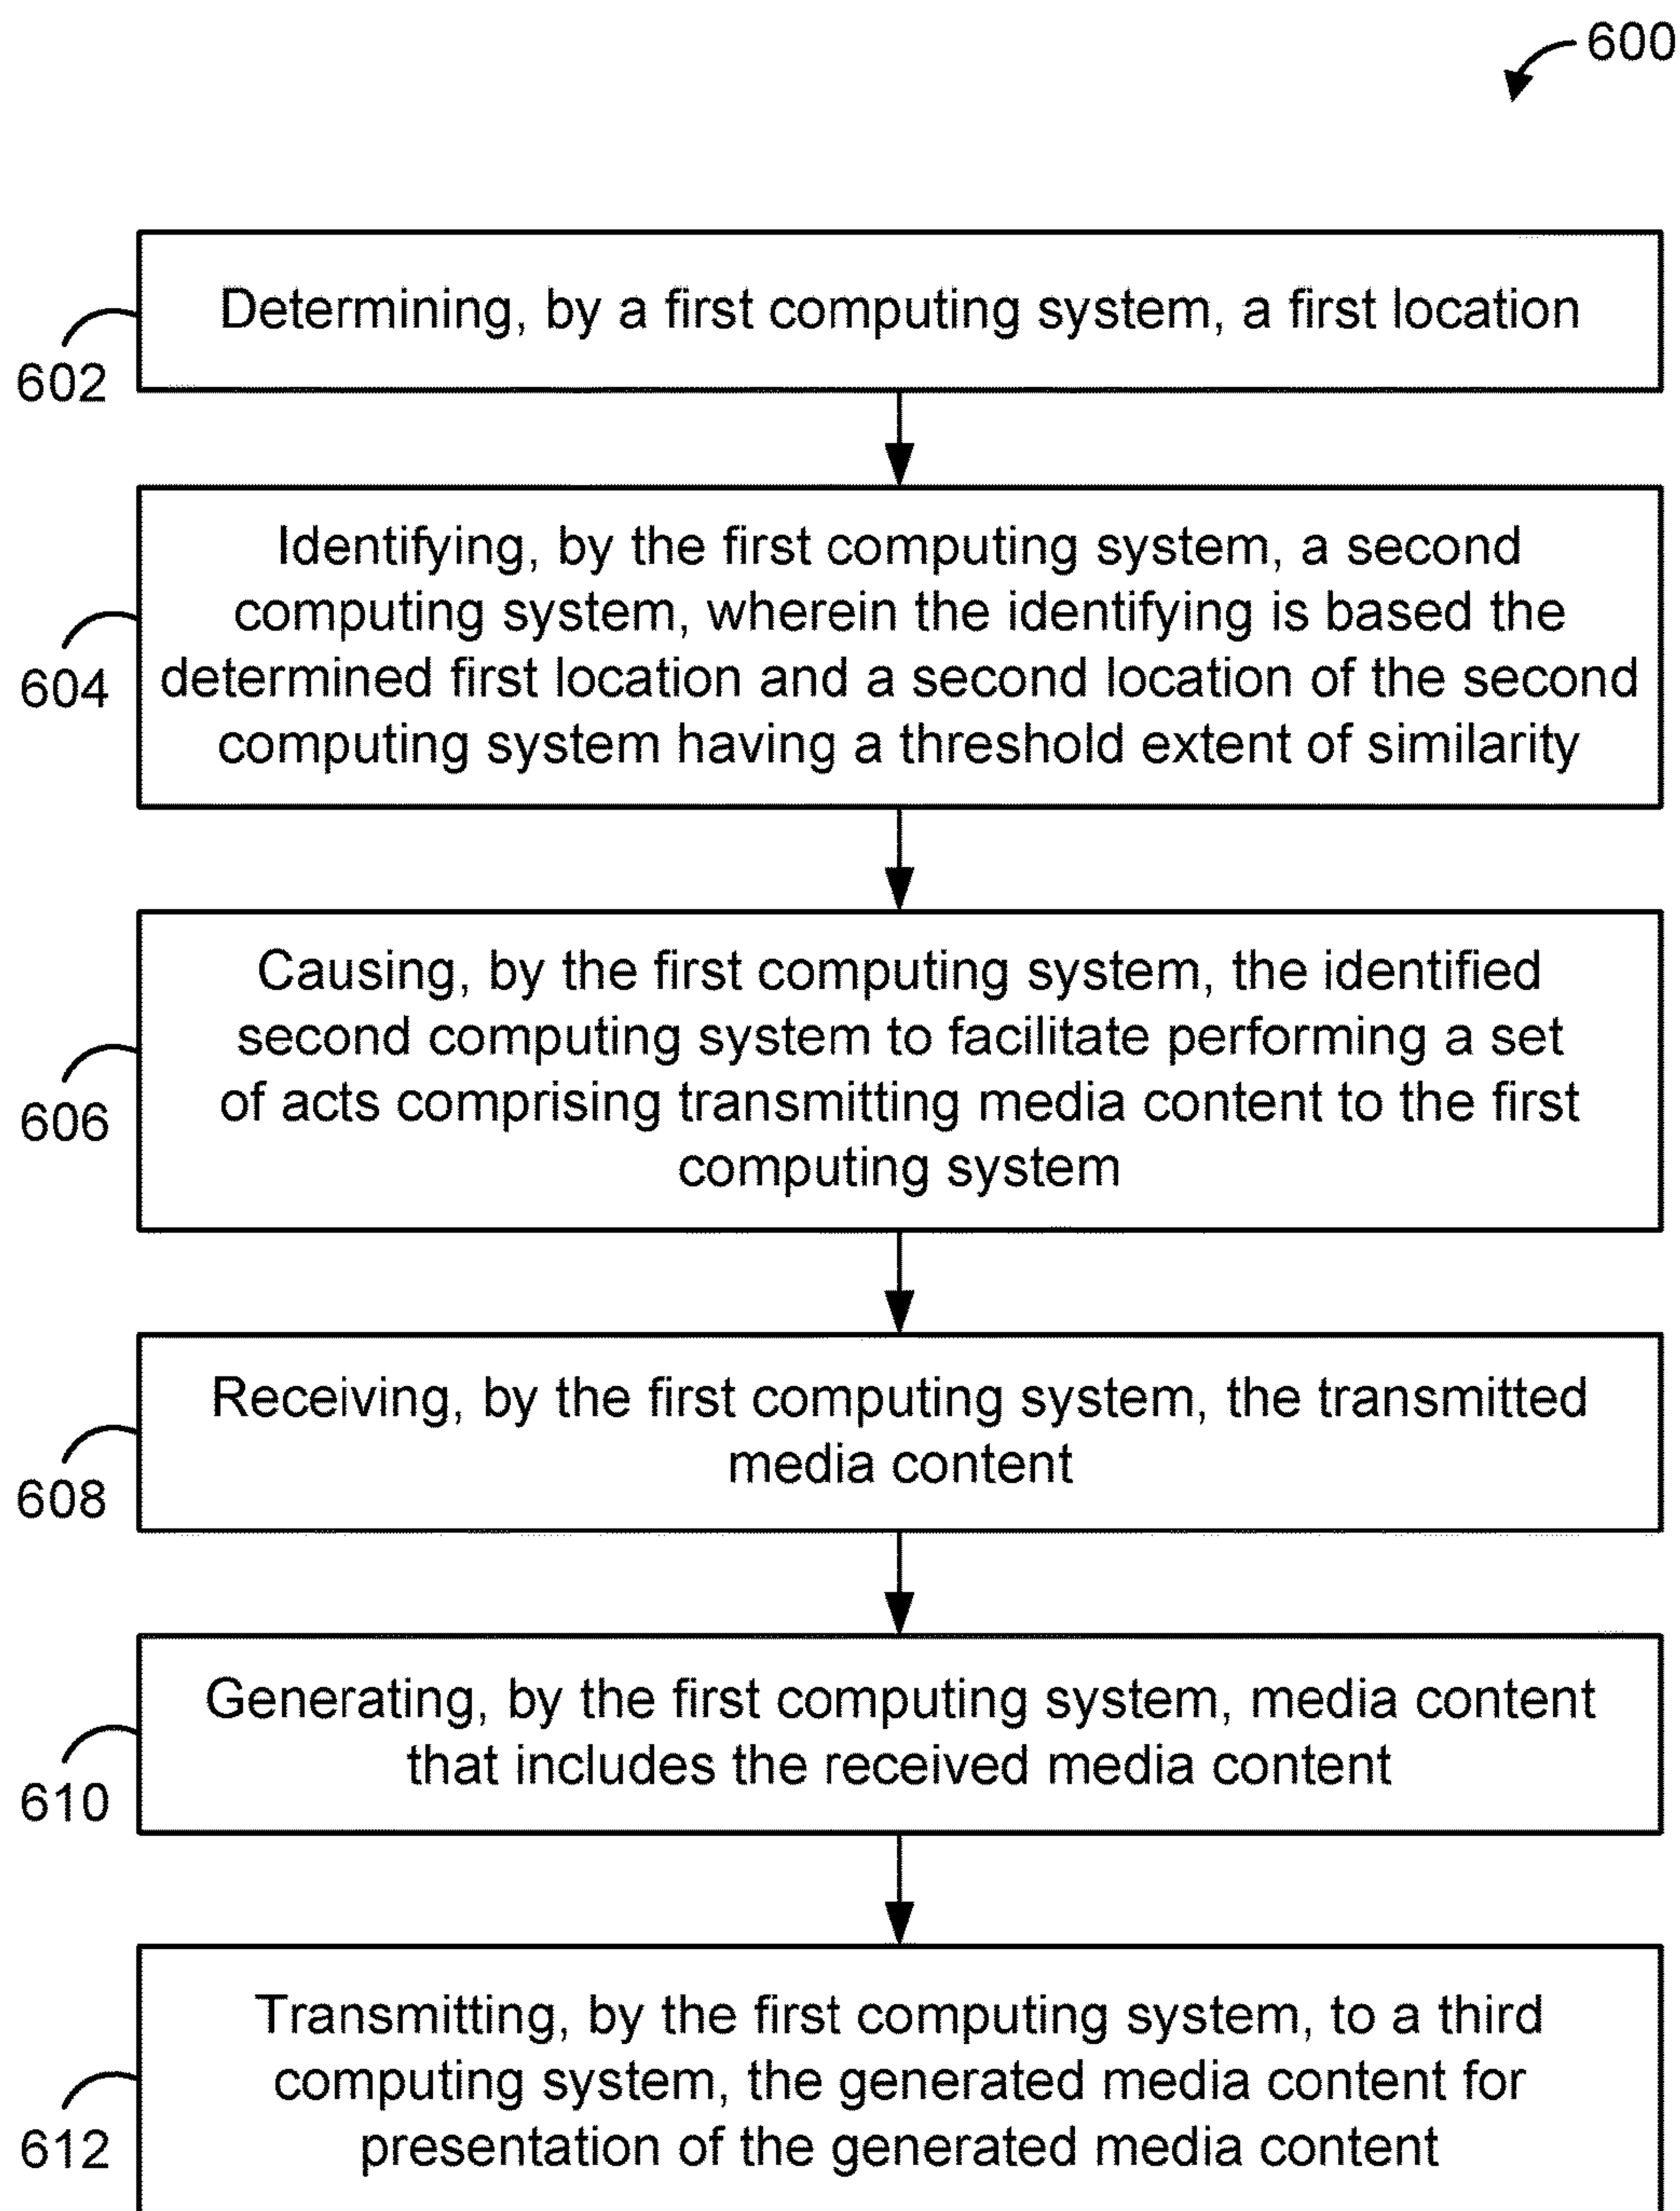 600
Determining, by a first computing system, a first location
602
Identifying, by the first computing system, a second
computing system, wherein the identifying is based the
determined first location and a second location of the second
computing system having a threshold extent of similarity
604
Causing, by the first computing system, the identified
second computing system to facilitate performing a set
of acts comprising transmitting media content to the first
computing system
606
Receiving, by the first computing system, the transmitted
media content
608
Generating, by the first computing system, media content
that includes the received media content
610
Transmitting, by the first computing system, to a third
computing system, the generated media content for
presentation of the generated media content
612